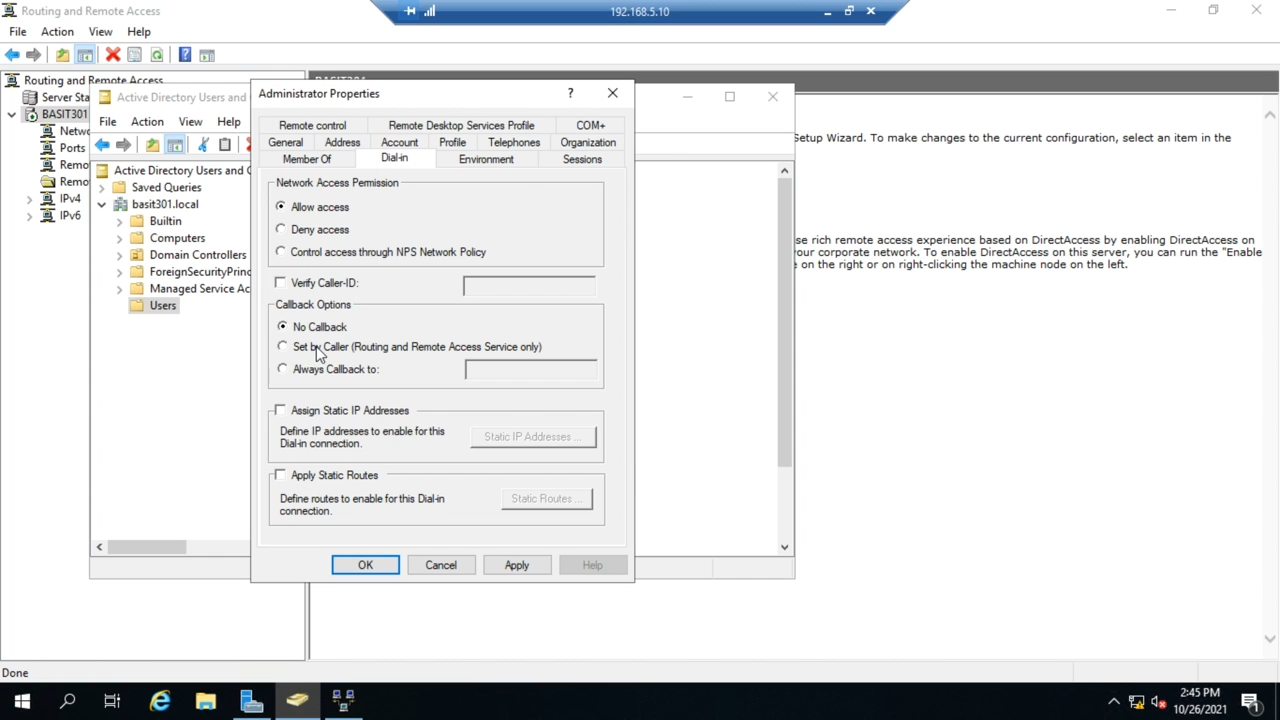 Routing and Remote Access
192.168.5.10
File Action View Help
Routing and Remote Access
Server Sta
BASIT301
Netwo
Ports
Remo
Remo
IPv4
IPv6
Active Directory Users and
File Action View Help
Active Directory Users and C
Saved Queries
basit301.local
Builtin
Computers
Domain Controllers
ForeignSecurityPrinc
Managed Service Ac
Users
Administrator Properties
?
Remote control Remote Desktop Services Profile COM+
General Address Account Profile Telephones Organization
Member Of Dial-in Environment Sessions
Network Access Permission
Allow access
Deny access
Control access through NPS Network Policy
Verify Caller-ID:
Callback Options
No Callback
Set by Caller (Routing and Remote Access Service only)
Always Callback to:
Assign Static IP Addresses
Define IP addresses to enable for this
Dial-in connection.
Static IP Addresses ...
Apply Static Routes
Define routes to enable for this Dial-in
connection.
Static Routes ...
OK Cancel Apply Help
Setup Wizard. To make changes to the current configuration, select an item in the
se rich remote access experience based on DirectAccess by enabling DirectAccess on
your corporate network. To enable DirectAccess on this server, you can run the "Enable
on the right or on right-clicking the machine node on the left.
Done
2:45 PM
10/26/2021
1